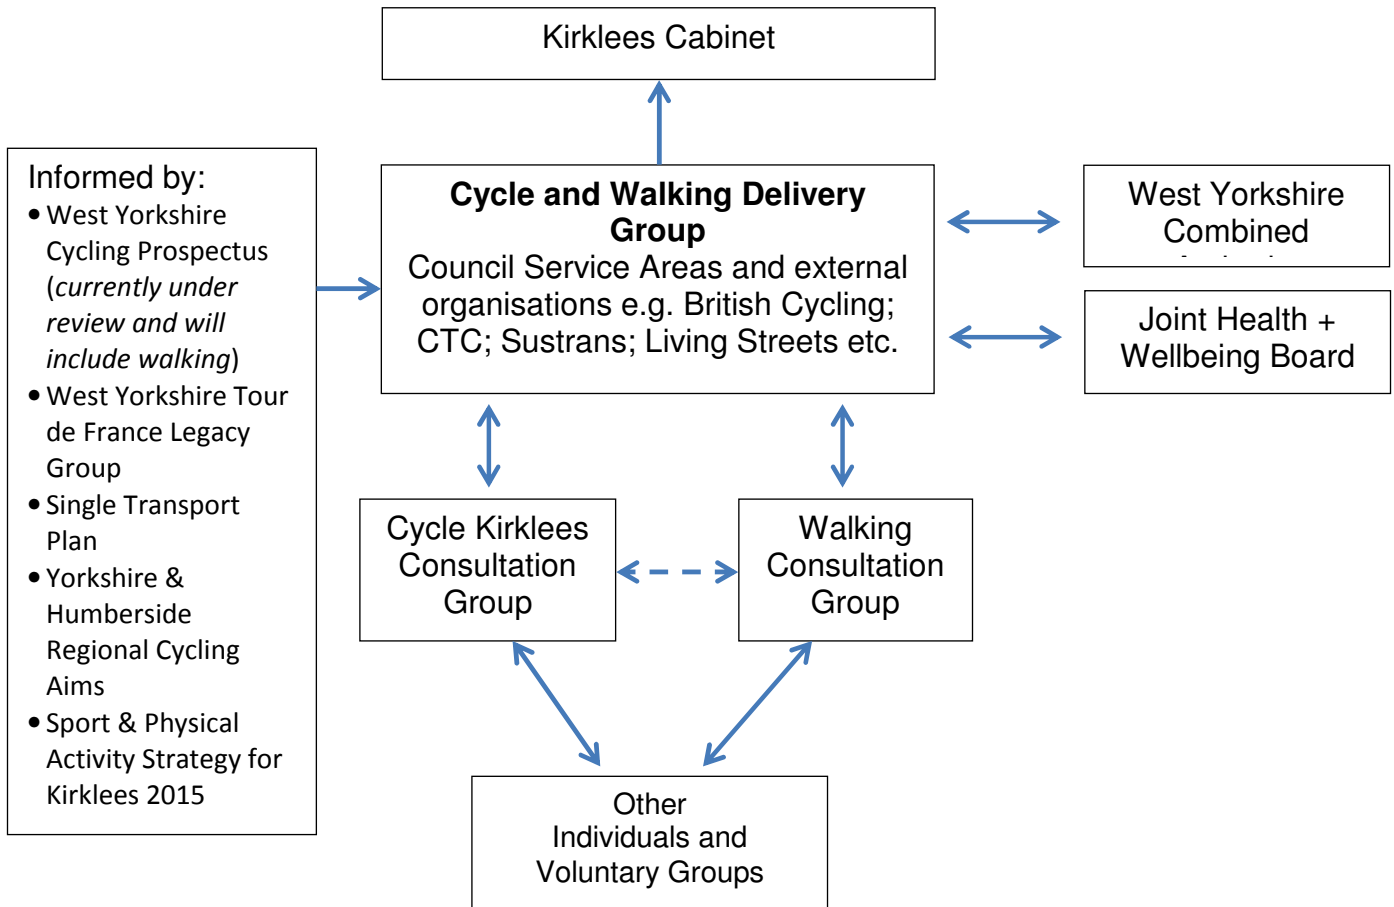 Kirklees Cabinet
Informed by:
• West Yorkshire
Cycling Prospectus
(currently under
review and will
include walking)
• West Yorkshire Tour
de France Legacy
Group
• Single Transport
Plan
• Yorkshire &
Humberside
Regional Cycling
Aims
• Sport & Physical
Activity Strategy for
Kirklees 2015
Cycle and Walking Delivery
Group
Council Service Areas and external
organisations e.g. British Cycling;
CTC; Sustrans; Living Streets etc.
West Yorkshire
Combined
Joint Health +
Wellbeing Board
Cycle Kirklees
Consultation
Group
Walking
Consultation
Group
Other
Individuals and
Voluntary Groups